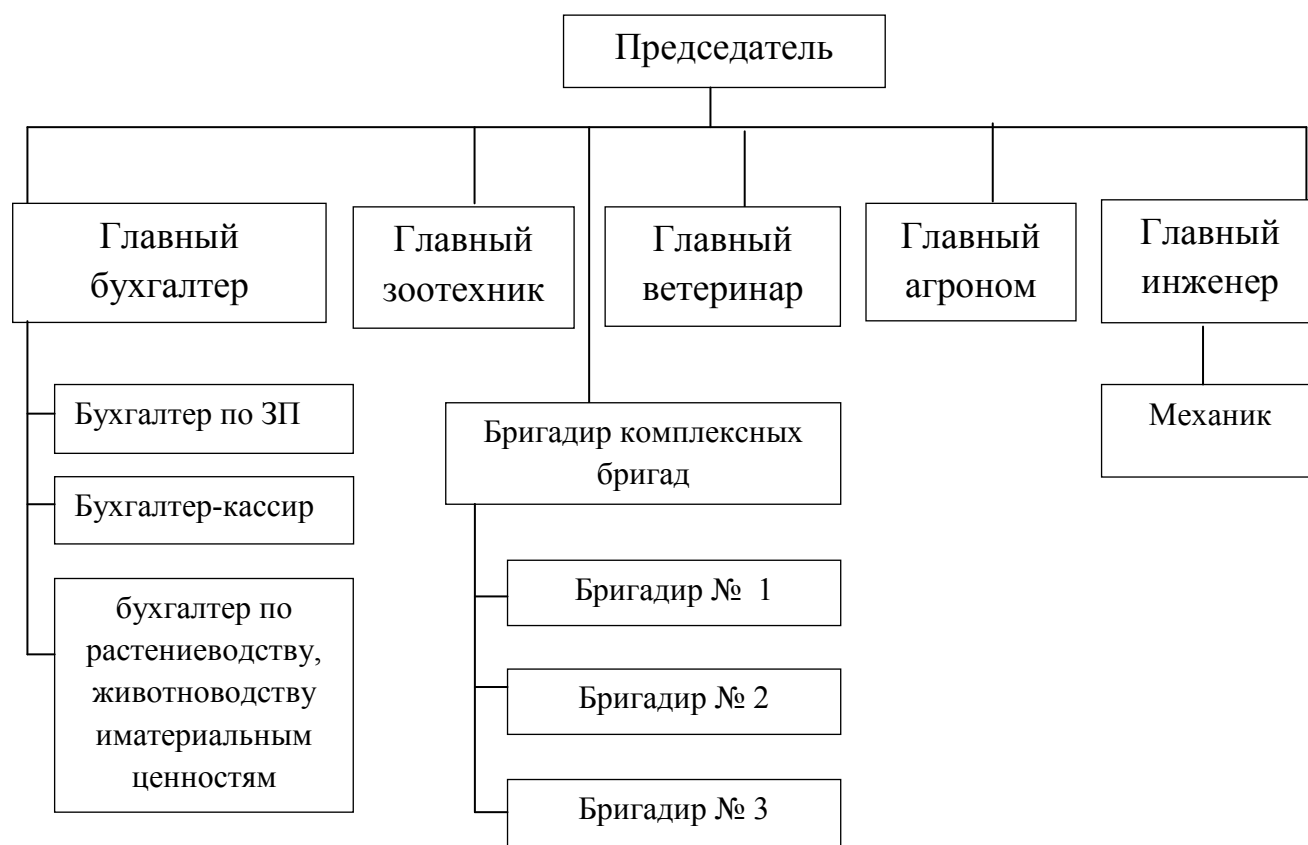 Председатель
Главный
бухгалтер
Главный
зоотехник
Главный
ветеринар
Главный
агроном
Главный
инженер
Бухгалтер по ЗП
Бухгалтер-кассир
бухгалтер по
растениеводству,
животноводству
иматериальным
ценностям
Бригадир комплексных
бригад
Бригадир № 1
Бригадир № 2
Бригадир № 3
Механик